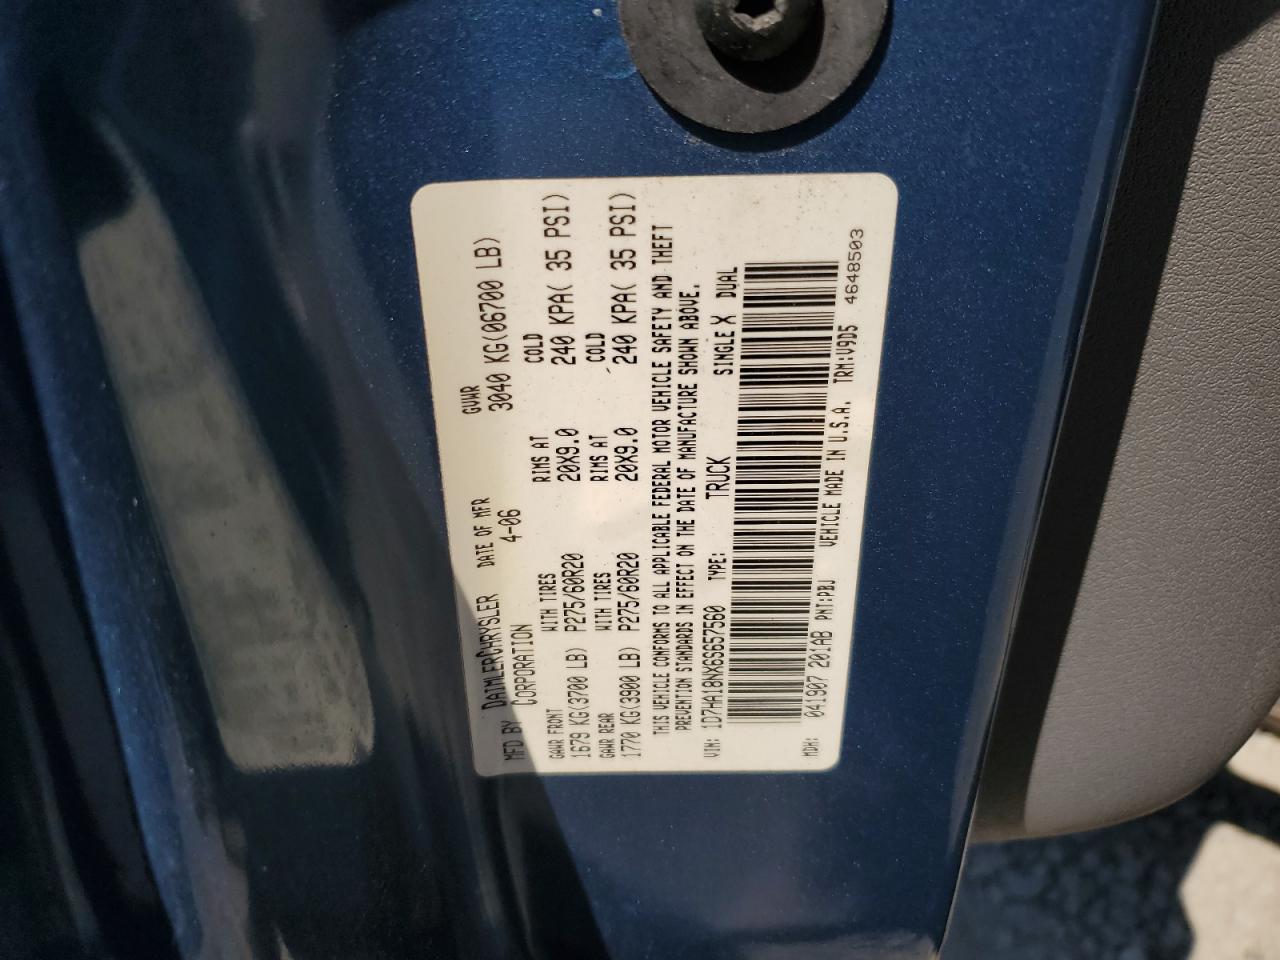 MFD BY DAIMLERCHRYSLER CORPORATION DATE OF MFR 4-06 GVWR 3040 KG(06700 LB)
GAWR FRONT WITH TIRES RIMS AT COLD
1679 KG(3700 LB) P275/60R20 20X9.0 240 KPA( 35 PSI)
GAWR REAR WITH TIRES RIMS AT COLD
1770 KG(3900 LB) P275/60R20 20X9.0 240 KPA( 35 PSI)
THIS VEHICLE CONFORMS TO ALL APPLICABLE FEDERAL MOTOR VEHICLE SAFETY AND THEFT
PREVENTION STANDARDS IN EFFECT ON THE DATE OF MANUFACTURE SHOWN ABOVE.
VIN: 1D7HA18NX6S657560 TYPE: TRUCK SINGLE X DUAL
MDH: 041907 201AB PNT:PBJ VEHICLE MADE IN U.S.A. TRM:V9D5 4648503